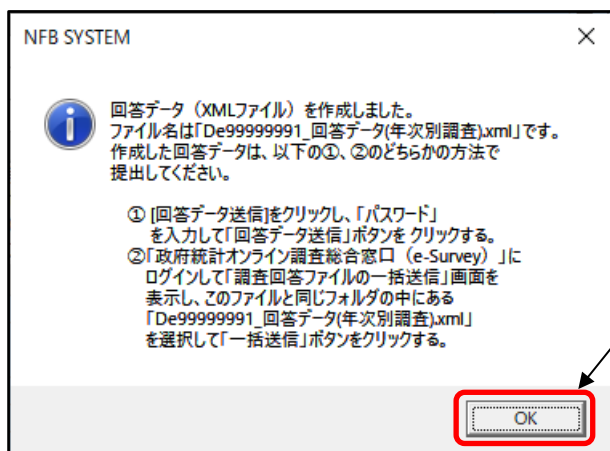 NFB SYSTEM
回答データ（XMLファイル）を作成しました。
ファイル名は「De99999991_回答データ(年次別調査).xml」です。
作成した回答データは、以下の①、②のどちらかの方法で
提出してください。
① [回答データ送信]をクリックし、「パスワード」
を入力して「回答データ送信」ボタンを クリックする。
②「政府統計オンライン調査総合窓口（e-Survey）」に
ログインして「調査回答ファイルの一括送信」画面を
表示し、このファイルと同じフォルダの中にある
「De99999991_回答データ(年次別調査).xml」
を選択して「一括送信」ボタンをクリックする。
OK